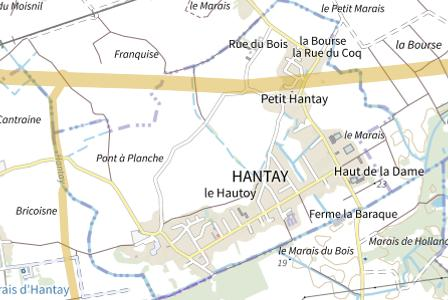 du Moisnil
le Marais
le Petit Marais
Rue du Bois
la Bourse
la Rue du Coq
la Bourse
Franquise
Petit Hantay
Cantraine
le Marais
Pont à Planche
Hantay
HANTAY
Haut de la Dame
23
le Hautoy
Bricoisne
Ferme la Baraque
Marais de Hollan
le Marais du Bois
19
rais d'Hantay